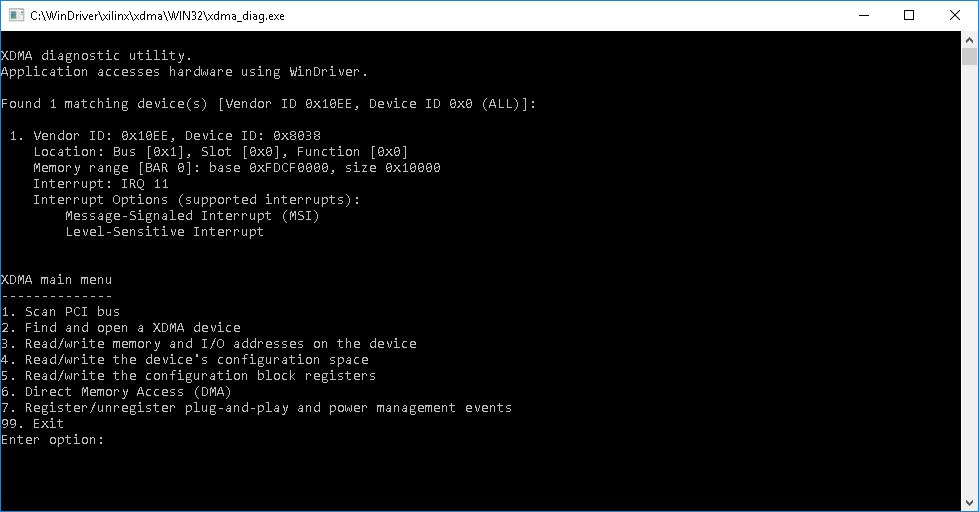 C:\WinDriver\xilinx\xdma\WIN32\xdma_diag.exe
XDMA diagnostic utility.
Application accesses hardware using WinDriver.
Found 1 matching device(s) [Vendor ID 0x10EE, Device ID 0x0 (ALL)]:
1. Vendor ID: 0x10EE, Device ID: 0x8038
Location: Bus [0x1], Slot [0x0], Function [0x0]
Memory range [BAR 0]: base 0xFDCF0000, size 0x10000
Interrupt: IRQ 11
Interrupt Options (supported interrupts):
Message-Signaled Interrupt (MSI)
Level-Sensitive Interrupt
XDMA main menu
--------------
1. Scan PCI bus
2. Find and open a XDMA device
3. Read/write memory and I/O addresses on the device
4. Read/write the device's configuration space
5. Read/write the configuration block registers
6. Direct Memory Access (DMA)
7. Register/unregister plug-and-play and power management events
99. Exit
Enter option: